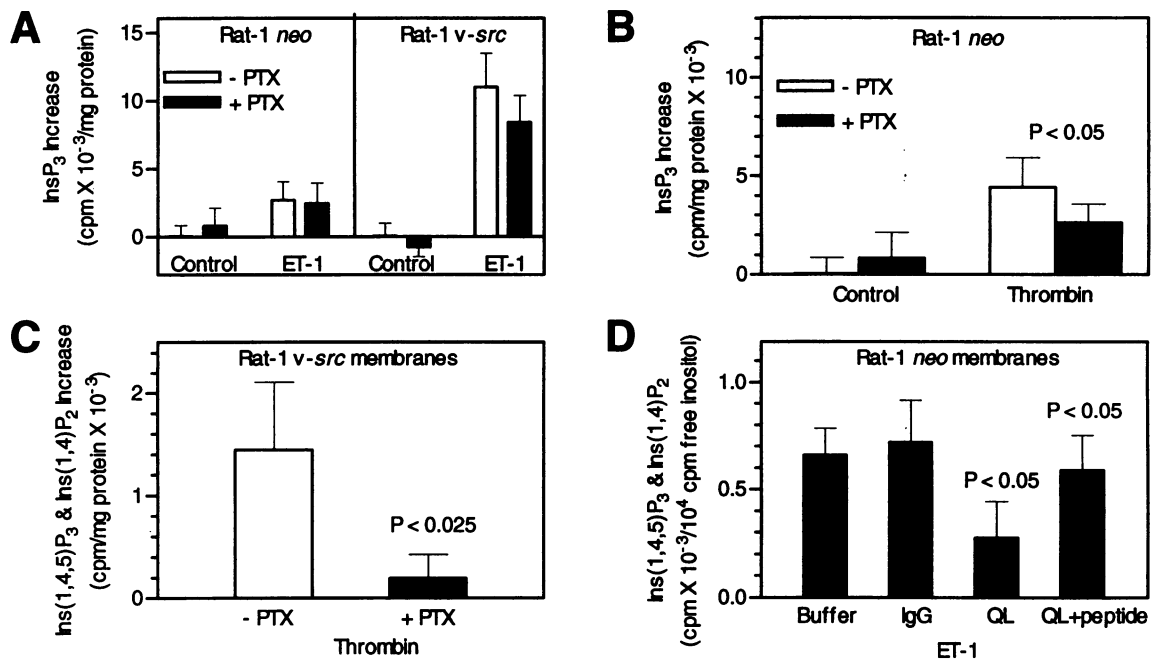 A
InsP3 Increase
(cpm X 10-3/mg protein)
15
10
5
0
Rat-1 neo
Rat-1 v-src
- PTX
+ PTX
Control
ET-1
Control
ET-1
B
InsP3 Increase
(cpm/mg protein X 10-3)
10
5
0
Rat-1 neo
- PTX
+ PTX
P < 0.05
Control
Thrombin
C
Ins(1,4,5)P3 & Ins(1,4)P2 Increase
(cpm/mg protein X 10-3)
2
1
0
Rat-1 v-src membranes
P < 0.025
- PTX
+ PTX
Thrombin
D
Ins(1,4,5)P3 & Ins(1,4)P2
(cpm X 10-3/104 cpm free inositol)
1.0
0.5
0.0
Rat-1 neo membranes
P < 0.05
P < 0.05
Buffer
IgG
QL
QL+peptide
ET-1